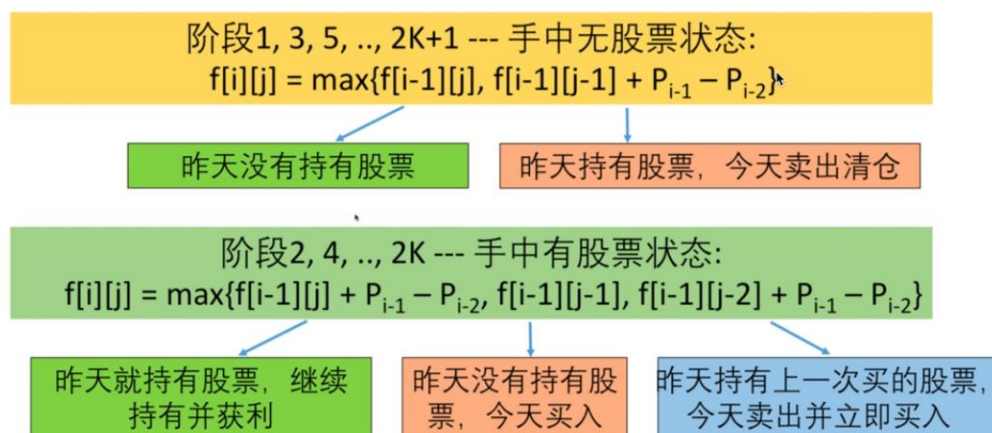 阶段1, 3, 5, .., 2K+1 --- 手中无股票状态:
f[i][j] = max{f[i-1][j], f[i-1][j-1] + Pi-1 – Pi-2}
昨天没有持有股票
昨天持有股票，今天卖出清仓
阶段2, 4, .., 2K --- 手中有股票状态:
f[i][j] = max{f[i-1][j] + Pi-1 – Pi-2, f[i-1][j-1], f[i-1][j-2] + Pi-1 – Pi-2}
昨天就持有股票，继续
持有并获利
昨天没有持有股
票，今天买入
昨天持有上一次买的股票，
今天卖出并立即买入